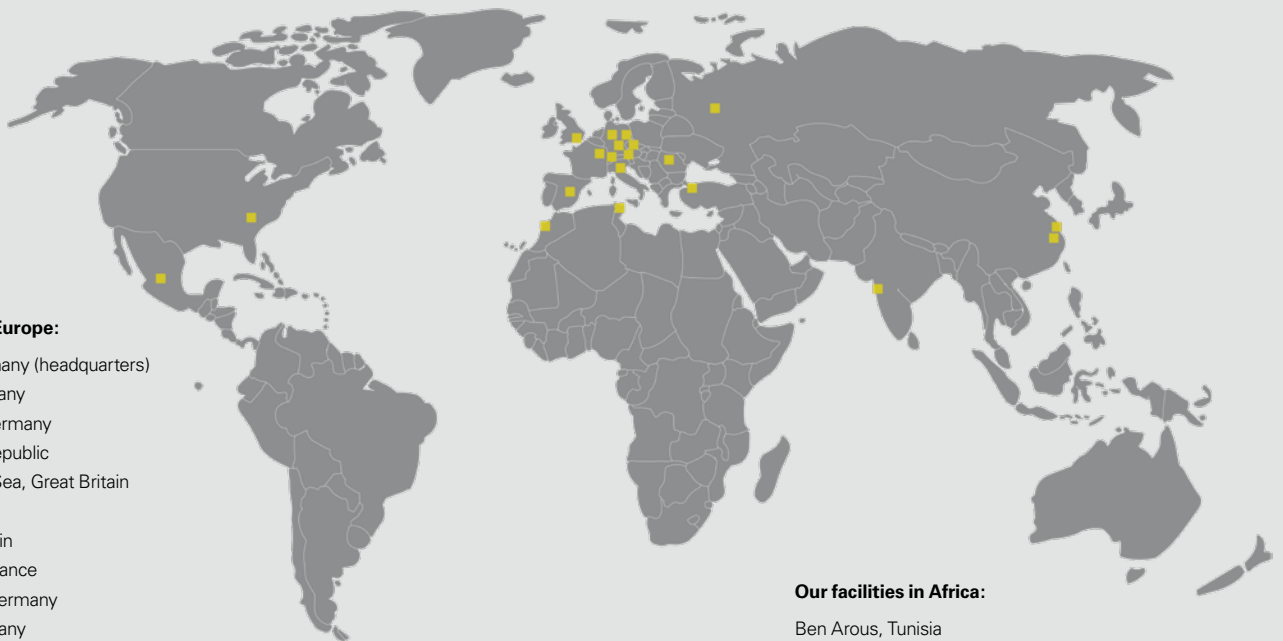 Europe:
any (headquarters)
any
ermany
epublic
Sea, Great Britain
in
ance
ermany
any
Our facilities in Africa:
Ben Arous, Tunisia